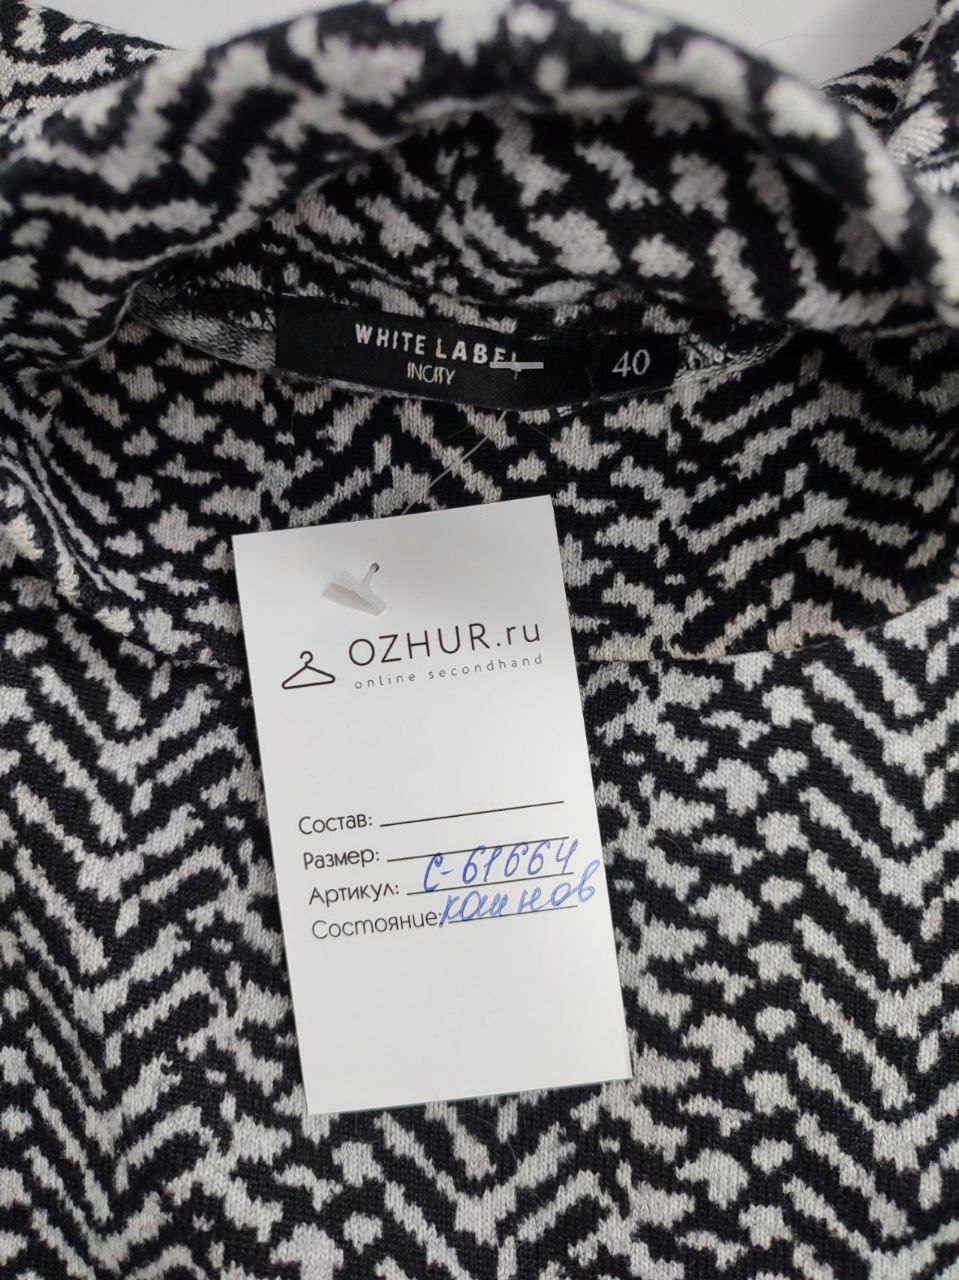 WHITE LABEL
INCITY
40
OZHUR.ru
online secondhand
Состав:
Размер:
Артикул: С-61664
Состояние: как нов